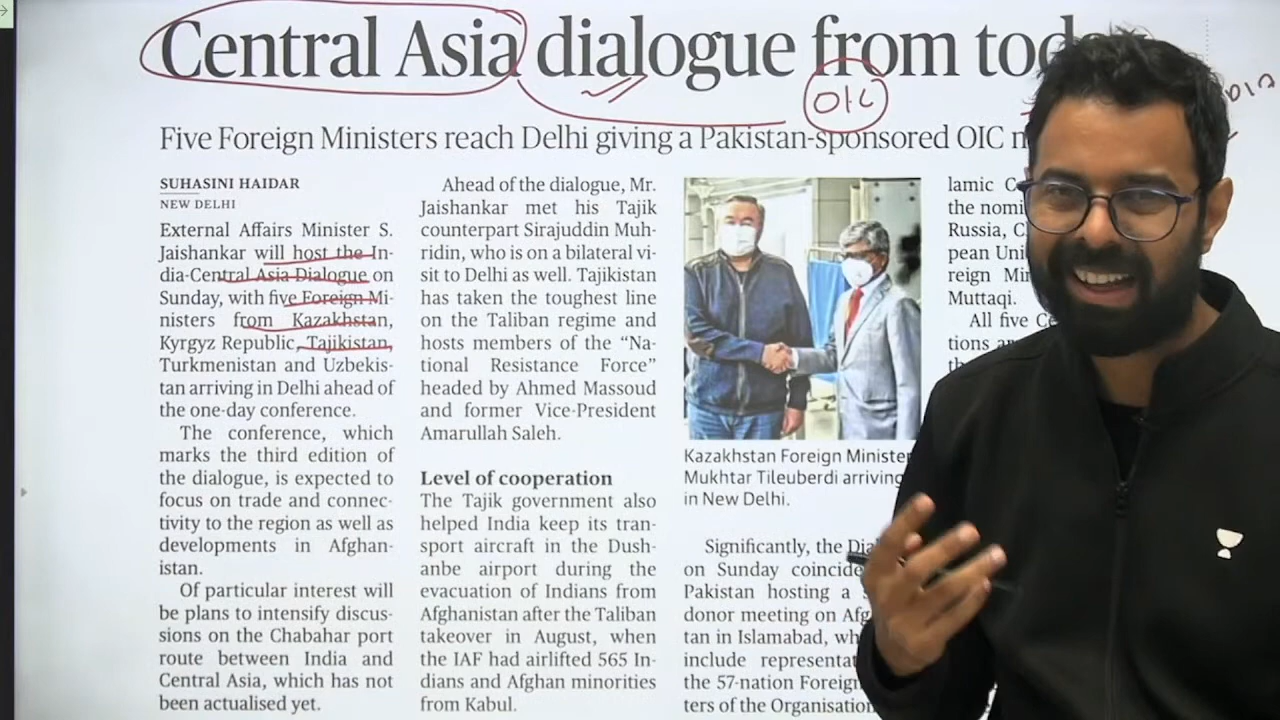 Central Asia dialogue from tod
OIC
Five Foreign Ministers reach Delhi giving a Pakistan-sponsored OIC
SUHASINI HAIDAR
NEW DELHI
External Affairs Minister S.
Jaishankar will host the In-
dia-Central Asia Dialogue on
Sunday, with five Foreign Mi-
nisters from Kazakhstan,
Kyrgyz Republic, Tajikistan,
Turkmenistan and Uzbekis-
tan arriving in Delhi ahead of
the one-day conference.
The conference, which
marks the third edition of
the dialogue, is expected to
focus on trade and connec-
tivity to the region as well as
developments in Afghan-
istan.
Of particular interest will
be plans to intensify discus-
sions on the Chabahar port
route between India and
Central Asia, which has not
been actualised yet.
Ahead of the dialogue, Mr.
Jaishankar met his Tajik
counterpart Sirajuddin Muh-
ridin, who is on a bilateral vi-
sit to Delhi as well. Tajikistan
has taken the toughest line
on the Taliban regime and
hosts members of the “Na-
tional Resistance Force”
headed by Ahmed Massoud
and former Vice-President
Amarullah Saleh.
Level of cooperation
The Tajik government also
helped India keep its tran-
sport aircraft in the Dush-
anbe airport during the
evacuation of Indians from
Afghanistan after the Taliban
takeover in August, when
the IAF had airlifted 565 In-
dians and Afghan minorities
from Kabul.
Kazakhstan Foreign Minister
Mukhtar Tileuberdi arriving
in New Delhi.
Significantly, the Dia
on Sunday coincide
Pakistan hosting a
donor meeting on Afg
tan in Islamabad, wh
include representat
the 57-nation Foreign
ters of the Organisation
lamic C
the nomi
Russia, C
pean Uni
reign Min
Muttaqi.
All five Ce
tions a
th